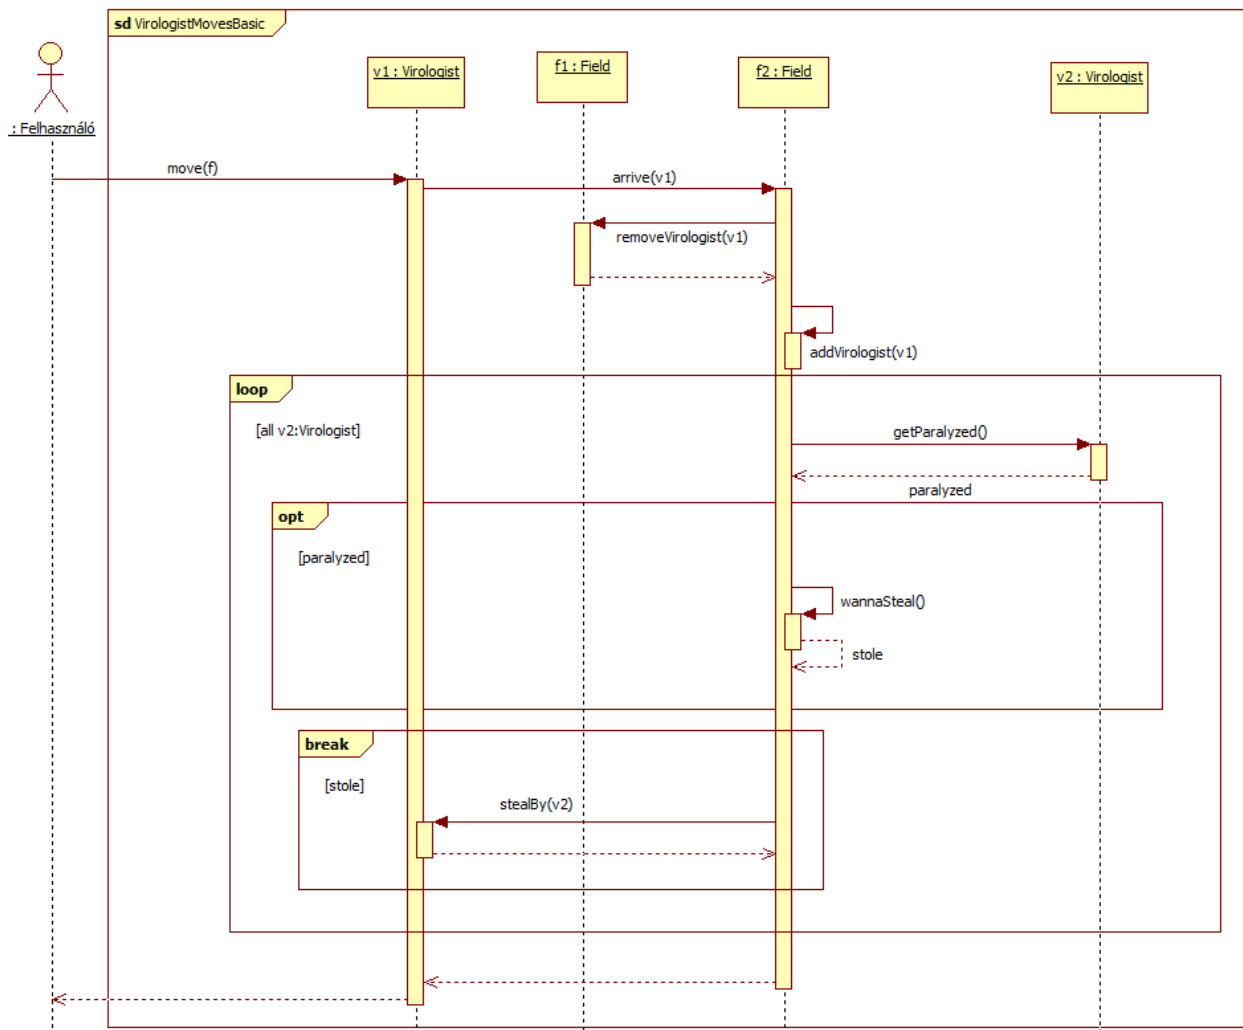 sd VirologistMovesBasic
v1 : Virologist
f1 : Field
f2 : Field
v2 : Virologist
: Felhasználó
move(f)
arrive(v1)
removeVirologist(v1)
addVirologist(v1)
loop
[all v2:Virologist]
getParalyzed()
paralyzed
opt
[paralyzed]
wannaSteal()
stole
break
[stole]
stealBy(v2)